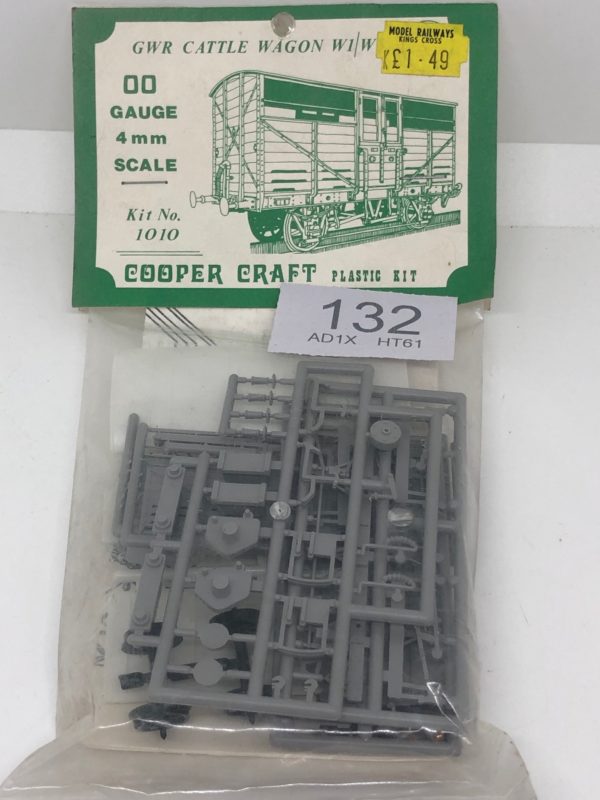 GWR CATTLE WAGON W1/W
MODEL RAILWAYS
KINGS CROSS
£1.49
00
GAUGE
4mm
SCALE
Kit No.
1010
COOPER CRAFT PLASTIC KIT
132
AD1X HT61